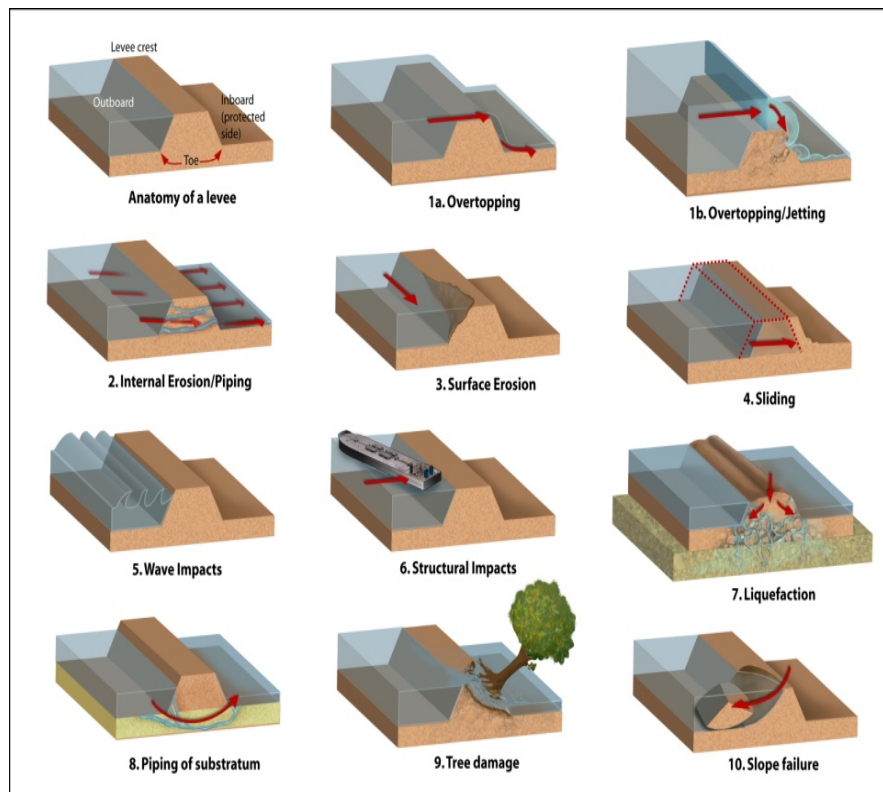 Levee crest
Outboard
Inboard
(protected
side)
Toe
Anatomy of a levee
1a. Overtopping
1b. Overtopping/Jetting
2. Internal Erosion/Piping
3. Surface Erosion
4. Sliding
5. Wave Impacts
6. Structural Impacts
7. Liquefaction
8. Piping of substratum
9. Tree damage
10. Slope failure